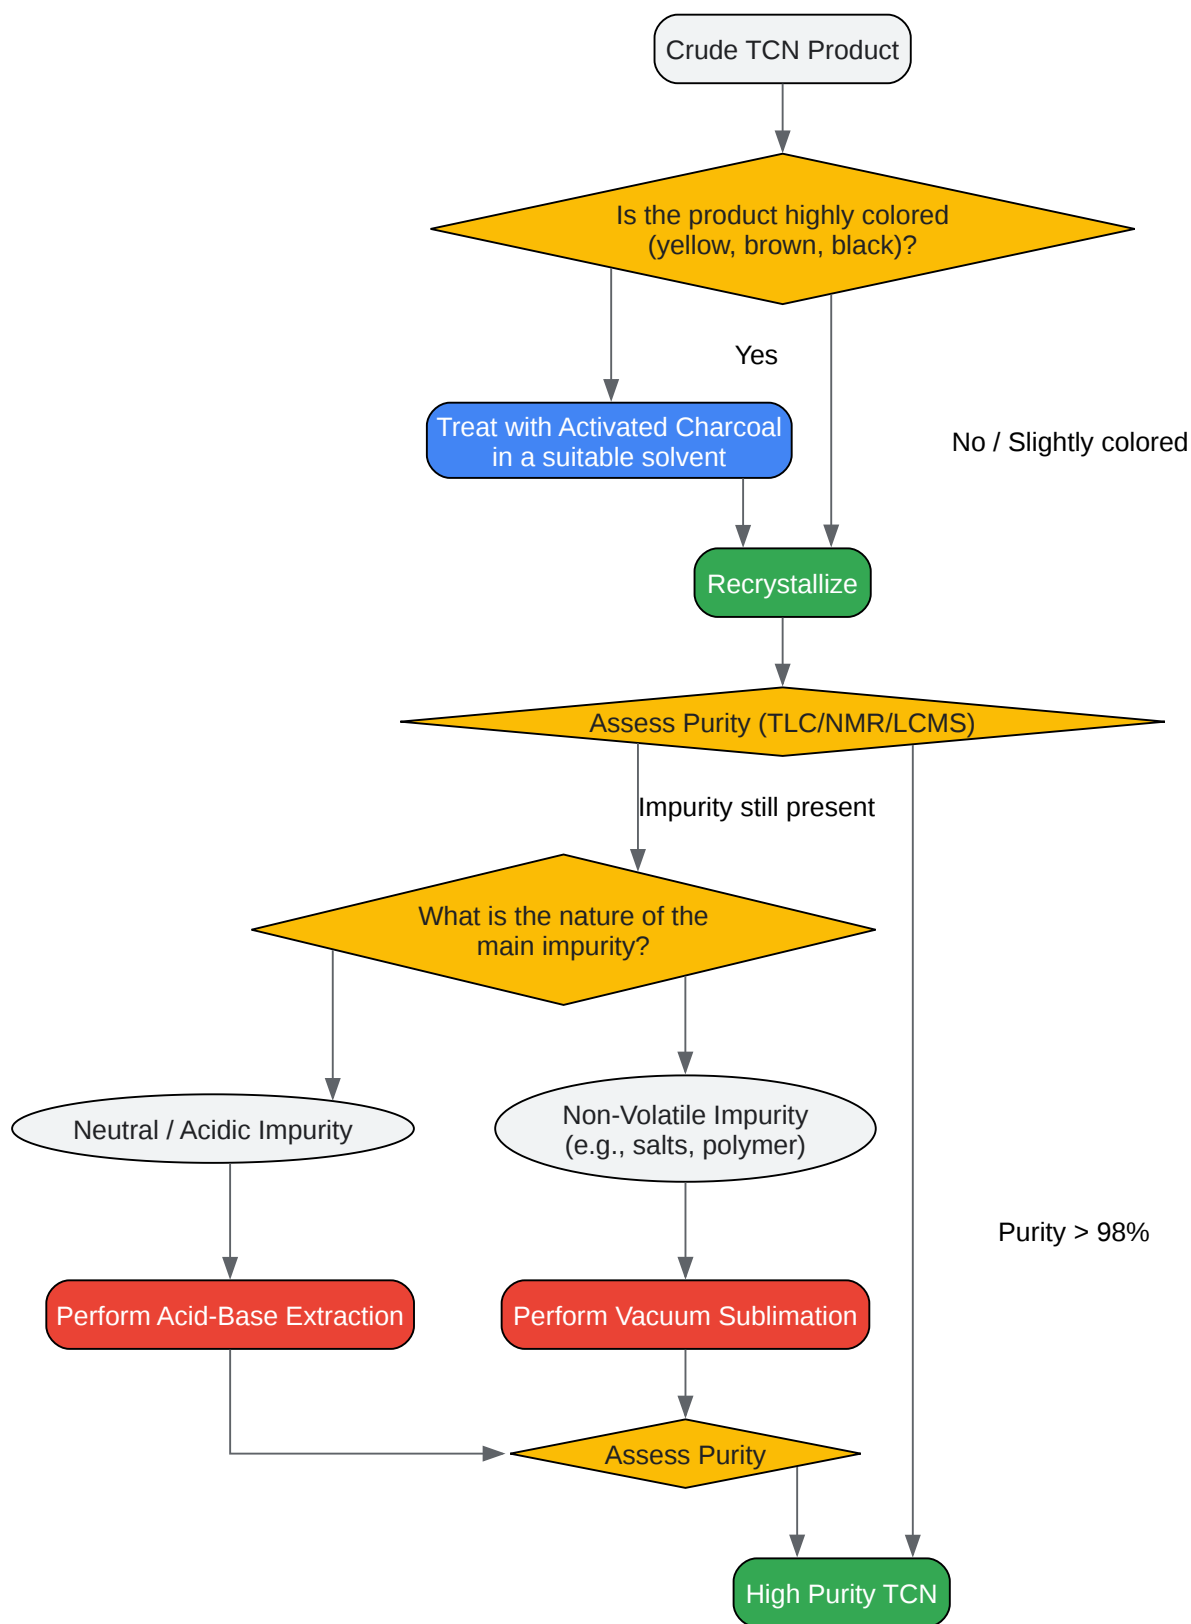 Crude TCN Product
Is the product highly colored
(yellow, brown, black)?
Yes
Treat with Activated Charcoal
in a suitable solvent
No / Slightly colored
Recrystallize
Assess Purity (TLC/NMR/LCMS)
Impurity still present
What is the nature of the
main impurity?
Neutral / Acidic Impurity
Non-Volatile Impurity
(e.g., salts, polymer)
Purity > 98%
Perform Acid-Base Extraction
Perform Vacuum Sublimation
Assess Purity
High Purity TCN